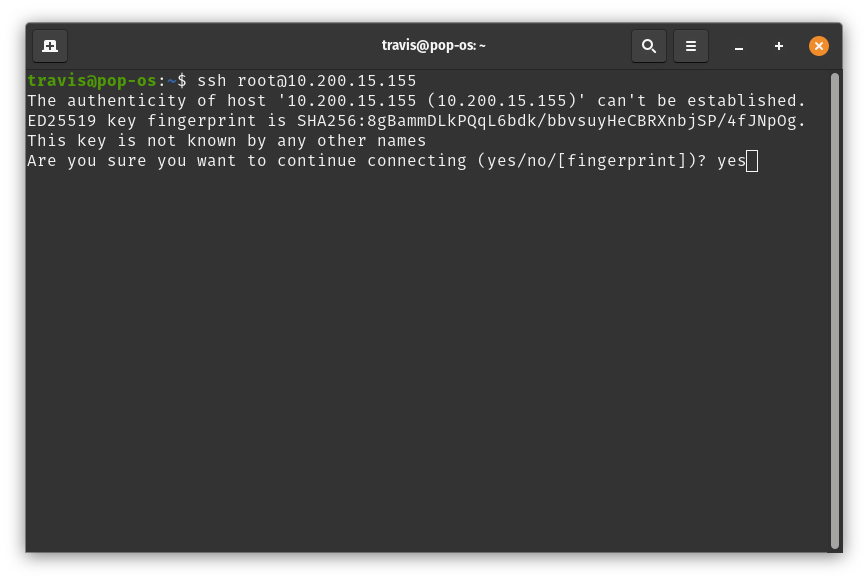 travis@pop-os: ~
travis@pop-os:~$ ssh root@10.200.15.155
The authenticity of host '10.200.15.155 (10.200.15.155)' can't be established.
ED25519 key fingerprint is SHA256:8gBammDLkPQqL6bdk/bbvsuyHeCBRXnbjSP/4fJNpOg.
This key is not known by any other names
Are you sure you want to continue connecting (yes/no/[fingerprint])? yes